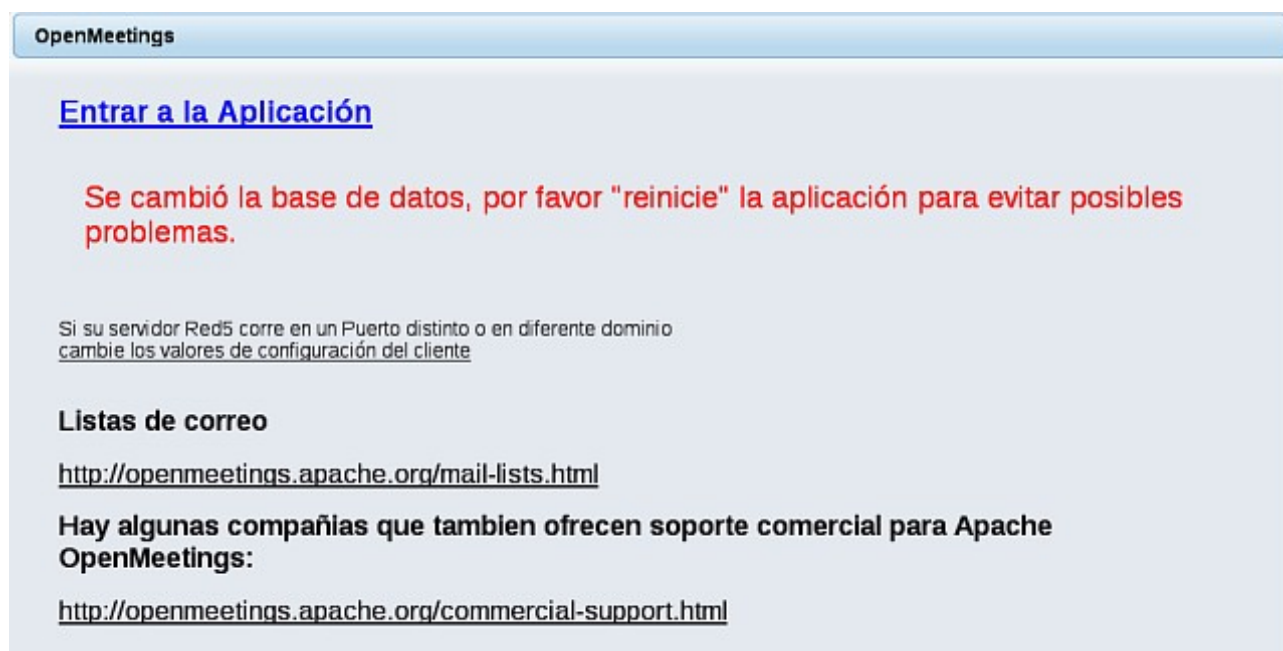 OpenMeetings
Entrar a la Aplicación
Se cambió la base de datos, por favor "reinicie" la aplicación para evitar posibles
problemas.
Si su servidor Red5 corre en un Puerto distinto o en diferente dominio
cambie los valores de configuración del cliente
Listas de correo
http://openmeetings.apache.org/mail-lists.html
Hay algunas compañias que tambien ofrecen soporte comercial para Apache
OpenMeetings:
http://openmeetings.apache.org/commercial-support.html